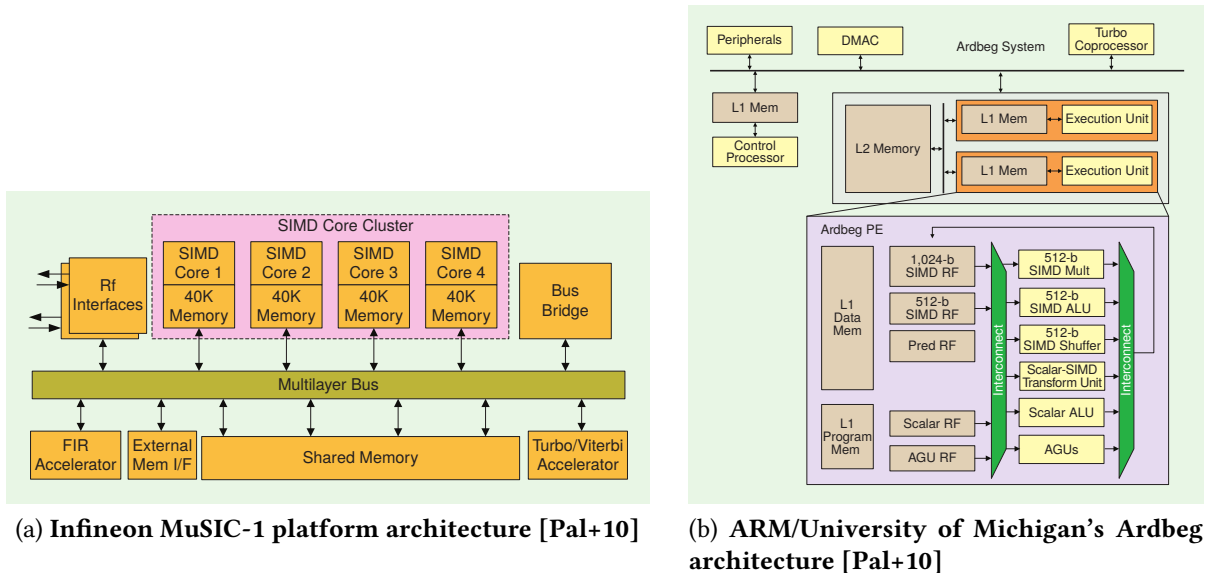 SIMD Core Cluster
SIMD
Core 1
40K
Memory
SIMD
Core 2
40K
Memory
SIMD
Core 3
40K
Memory
SIMD
Core 4
40K
Memory
Rf
Interfaces
Bus
Bridge
Multilayer Bus
FIR
Accelerator
External
Mem I/F
Shared Memory
Turbo/Viterbi
Accelerator
(a) Infineon MuSIC-1 platform architecture [Pal+10]
Peripherals
DMAC
Ardbeg System
Turbo
Coprocessor
L1 Mem
Control
Processor
L2 Memory
L1 Mem
Execution Unit
L1 Mem
Execution Unit
Ardbeg PE
L1
Data
Mem
L1
Program
Mem
1,024-b
SIMD RF
512-b
SIMD RF
Pred RF
Scalar RF
AGU RF
Interconnect
512-b
SIMD Mult
512-b
SIMD ALU
512-b
SIMD Shuffer
Scalar-SIMD
Transform Unit
Scalar ALU
AGUs
Interconnect
(b) ARM/University of Michigan's Ardbeg
architecture [Pal+10]